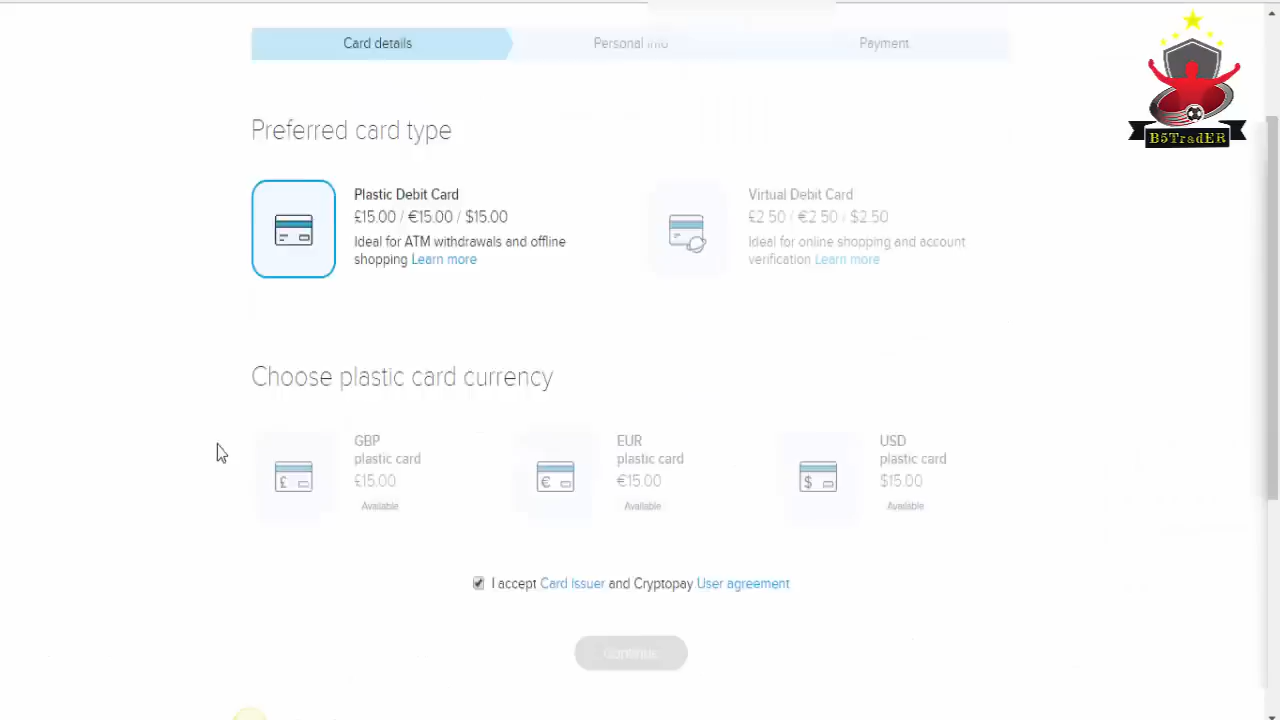 Card details
Personal info
Payment
B5TradER
Preferred card type
Plastic Debit Card
£15.00 / €15.00 / $15.00
Ideal for ATM withdrawals and offline
shopping Learn more
Virtual Debit Card
£2.50 / €2.50 / $2.50
Ideal for online shopping and account
verification Learn more
Choose plastic card currency
GBP
plastic card
£15.00
Available
EUR
plastic card
€15.00
Available
USD
plastic card
$15.00
Available
I accept Card Issuer and Cryptopay User agreement
Continue